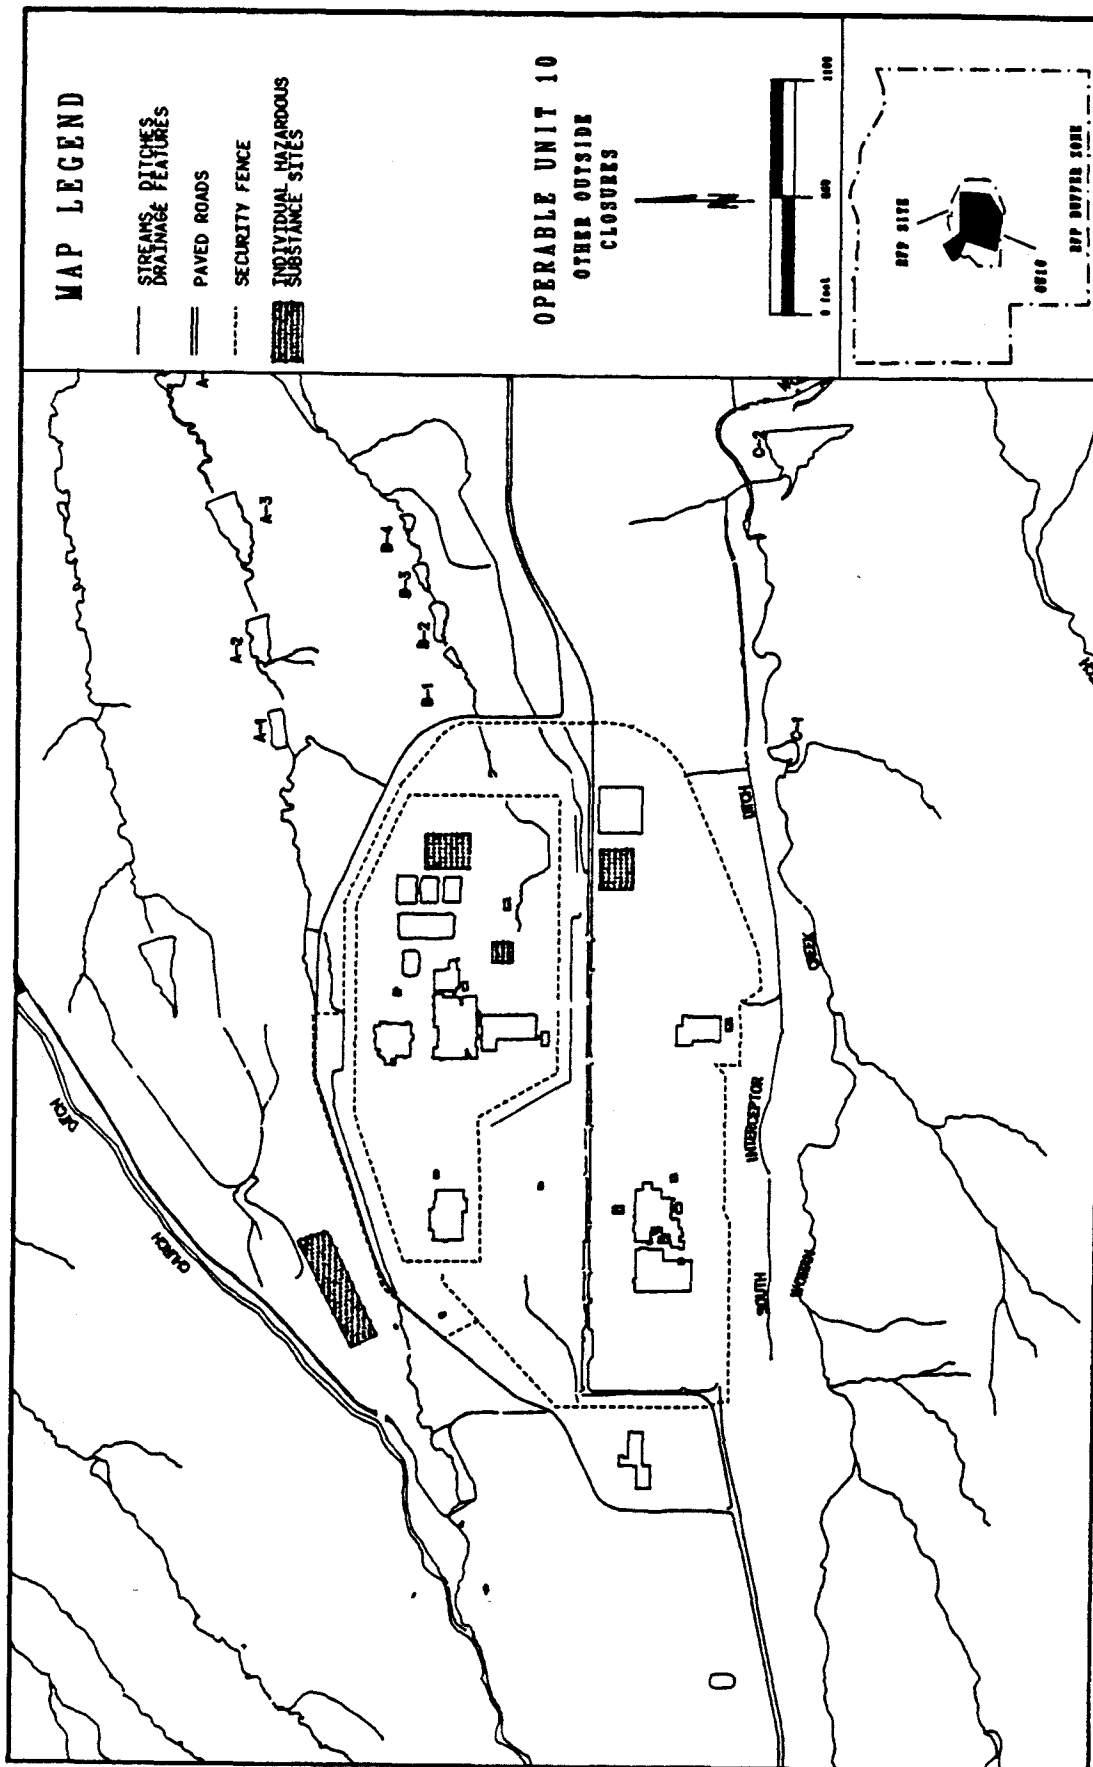 MAP LEGEND
STREAMS, DITCHES
DRAINAGE FEATURES
PAVED ROADS
SECURITY FENCE
INDIVIDUAL HAZARDOUS
SUBSTANCE SITES
OPERABLE UNIT 10
OTHER OUTSIDE
CLOSURES
0 feet
1100
RFP SITE
OU10
RFP BUFFER ZONE
A-1
A-2
A-3
A-
B-1
B-2
B-3
B-4
C-1
C-2
CHURCH
DITCH
SOUTH
INTERCEPTOR
DITCH
WOMAN
CREEK